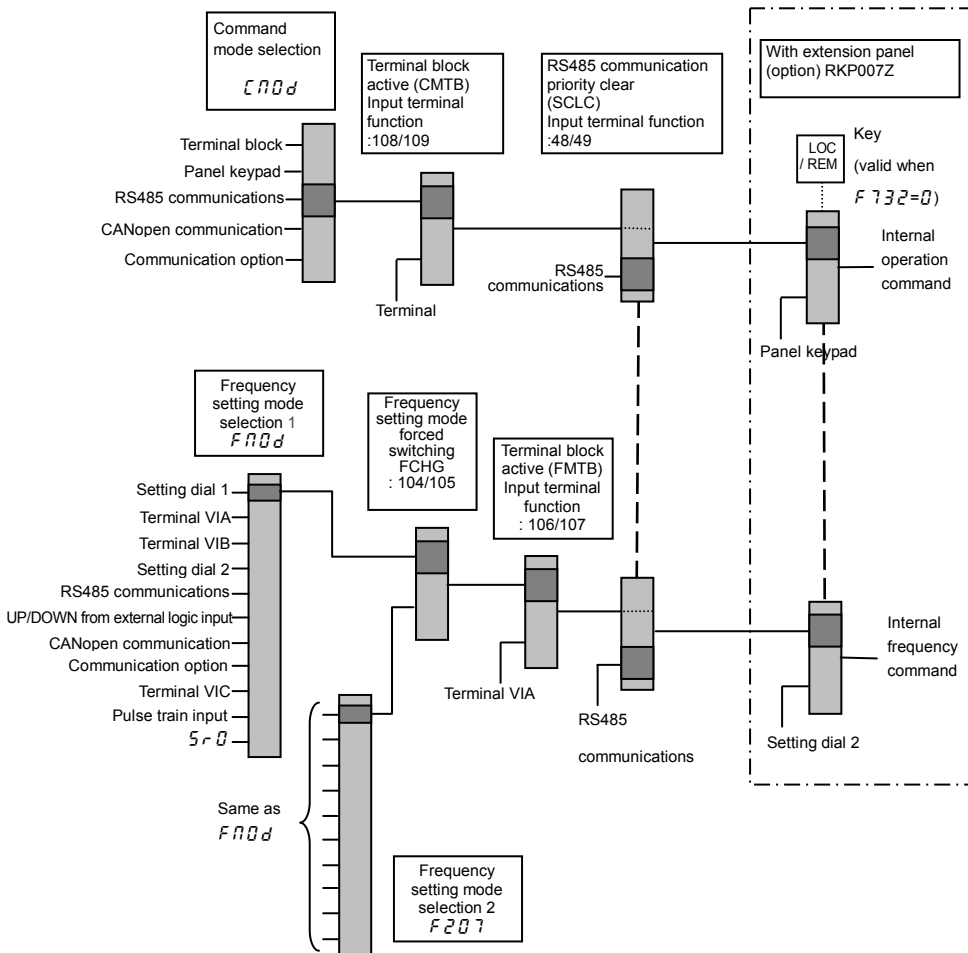 Command
mode selection
CMOd
Terminal block
active (CMTB)
Input terminal
function
:108/109
RS485 communication
priority clear
(SCLC)
Input terminal function
:48/49
With extension panel
(option) RKP007Z
LOC
/ REM
Key
(valid when
F732=0)
Terminal block
Panel keypad
RS485 communications
CANopen communication
Communication option
Terminal
RS485
communications
Internal
operation
command
Panel keypad
Frequency
setting mode
selection 1
FMOd
Frequency
setting mode
forced
switching
FCHG
: 104/105
Terminal block
active (FMTB)
Input terminal
function
: 106/107
Setting dial 1
Terminal VIA
Terminal VIB
Setting dial 2
RS485 communications
UP/DOWN from external logic input
CANopen communication
Communication option
Terminal VIC
Pulse train input
Sr0
Terminal VIA
RS485
communications
Internal
frequency
command
Setting dial 2
Same as
FMOd
Frequency
setting mode
selection 2
F207